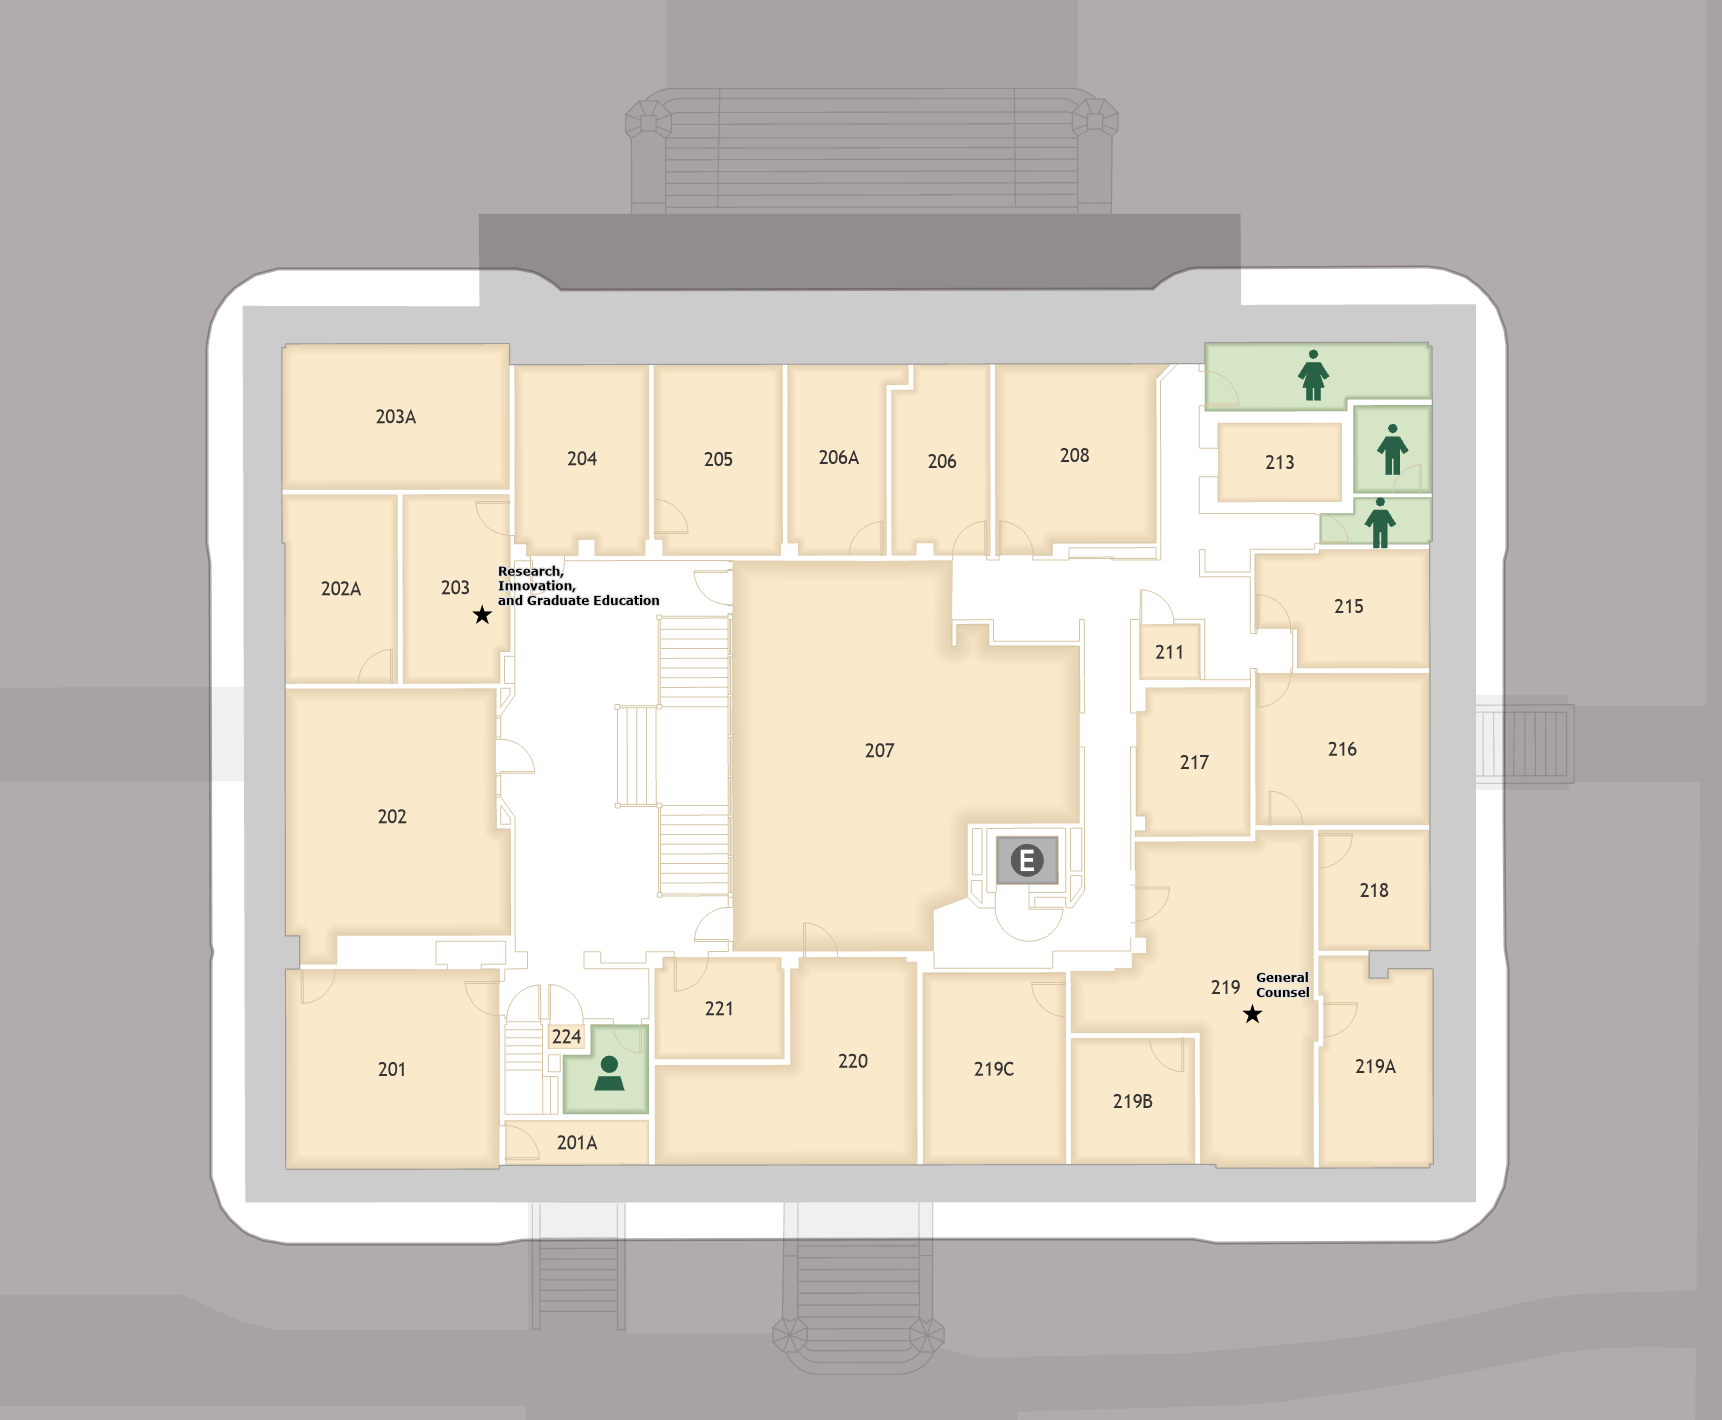 203A
204
205
206A
206
208
213
202A
203
Research,
Innovation,
and Graduate Education
215
211
207
217
216
202
E
218
219
General
Counsel
221
224
220
219C
219B
219A
201
201A